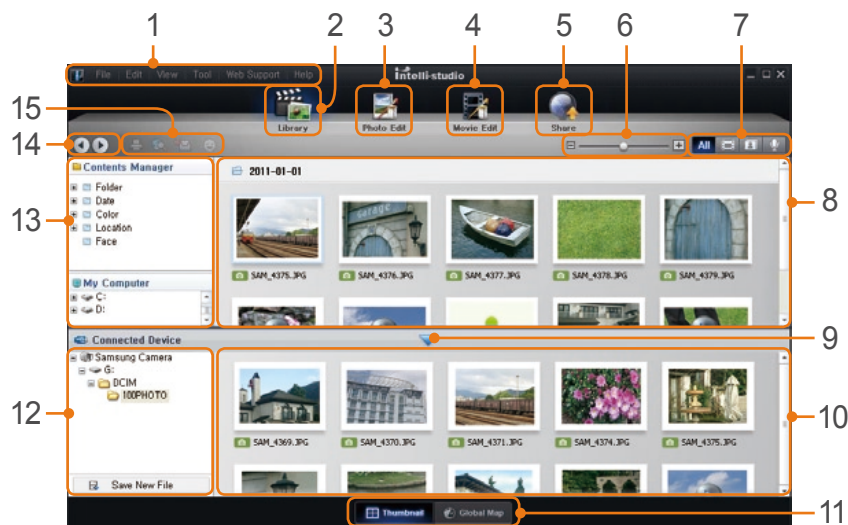 1 2 3 4 5 6 7
File Edit View Tool Web Support Help
intelli-studio
15
Library Photo Edit Movie Edit Share
14
All
Contents Manager
2011-01-01
Folder
Date
Color
Location
Face
13
8
SAM_4375.JPG SAM_4376.JPG SAM_4377.JPG SAM_4378.JPG SAM_4379.JPG
My Computer
C:
D:
Connected Device
9
Samsung Camera
G:
DCIM
100PHOTO
12
10
SAM_4369.JPG SAM_4370.JPG SAM_4371.JPG SAM_4374.JPG SAM_4375.JPG
Save New File
Thumbnail Global Map
11